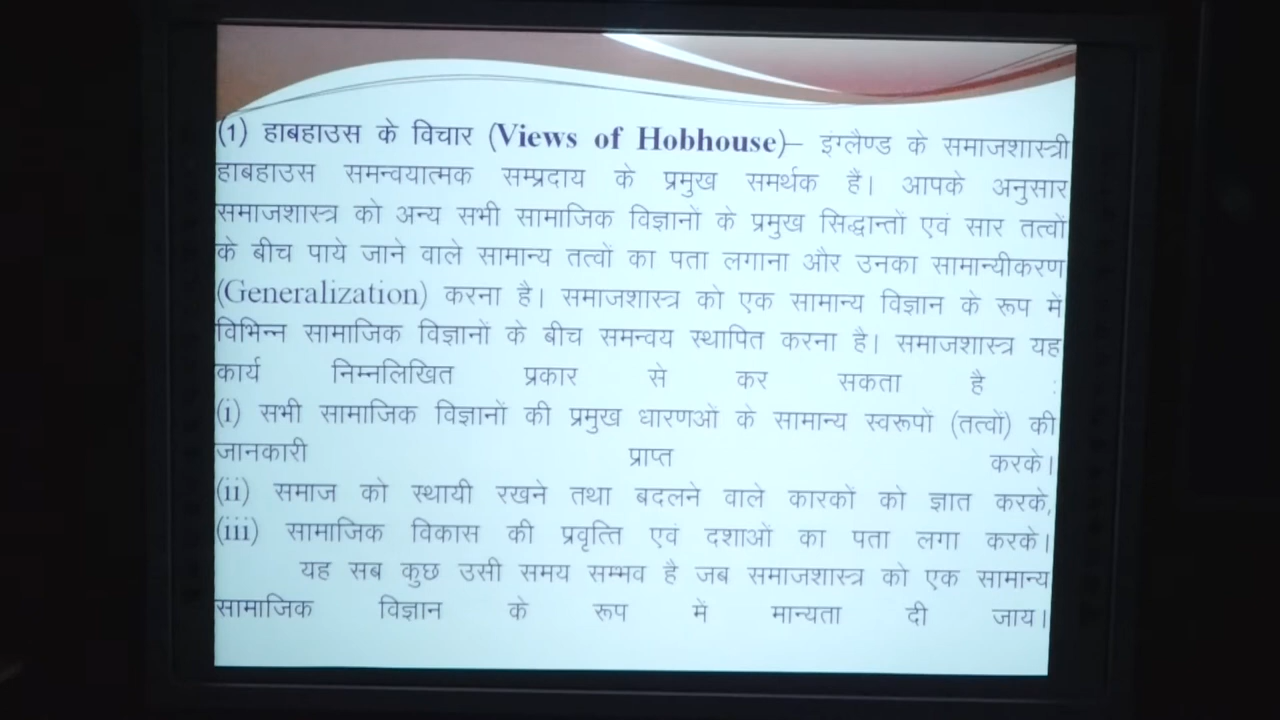 (1) हाबहाउस के विचार (Views of Hobhouse)– इंग्लैण्ड के समाजशास्त्री
हाबहाउस समन्वयात्मक सम्प्रदाय के प्रमुख समर्थक है। आपके अनुसार
समाजशास्त्र को अन्य सभी सामाजिक विज्ञानों के प्रमुख सिद्धान्तों एवं सार तत्वों
के बीच पाये जाने वाले सामान्य तत्वों का पता लगाना और उनका सामान्यीकरण
(Generalization) करना है। समाजशास्त्र को एक सामान्य विज्ञान के रूप में
विभिन्न सामाजिक विज्ञानों के बीच समन्वय स्थापित करना है। समाजशास्त्र यह
कार्य निम्नलिखित प्रकार से कर सकता है :
(i) सभी सामाजिक विज्ञानों की प्रमुख धारणओं के सामान्य स्वरूपों (तत्वों) की
जानकारी प्राप्त करके।
(ii) समाज को स्थायी रखने तथा बदलने वाले कारकों को ज्ञात करके,
(iii) सामाजिक विकास की प्रवृत्ति एवं दशाओं का पता लगा करके।
यह सब कुछ उसी समय सम्भव है जब समाजशास्त्र को एक सामान्य
सामाजिक विज्ञान के रूप में मान्यता दी जाय।